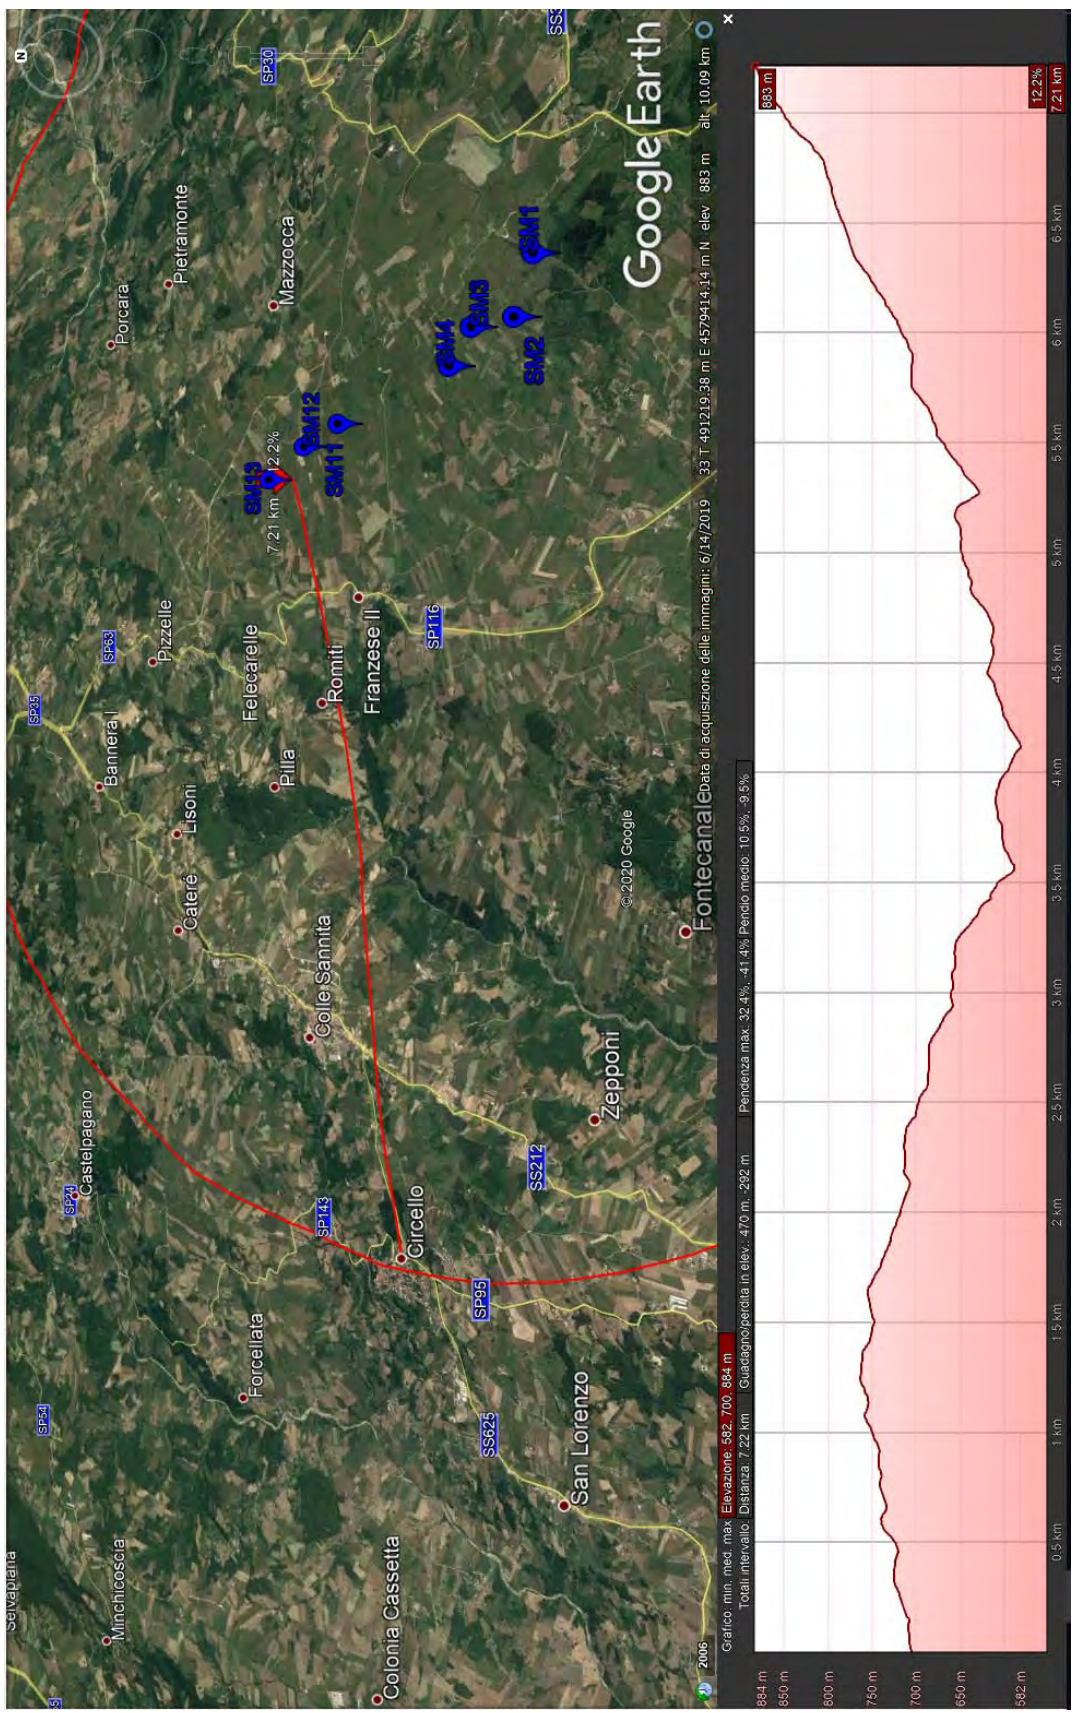 N
Selvapiana
Minchicoscia
SP54
SP24
Castelpagano
SP35
Bannera I
SP63
Pizzelle
Porcara
Pietramonte
Lisoni
Cateré
Forcellata
SP143
Colle Sannita
Pilla
Felecarelle
Romiti
Franzese II
SM13
7.21 km
12.2%
SM12
SM11
Mazzocca
SP30
Colonia Cassetta
Circello
SP116
SM4
SM3
SM2
SM1
SP95
SS625
SS212
San Lorenzo
Zepponi
©2020 Google
Fontecanale
Google Earth
2006
Data di acquisizione delle immagini: 6/14/2019 33 T 491219.38 m E 4579414.14 m N elev 883 m alt 10.09 km
Grafico: min, med, max Elevazione: 582, 700, 884 m
Totali intervallo: Distanza: 7.22 km Guadagno/perdita in elev.: 470 m, -292 m Pendenza max: 32.4%, -41.4% Pendio medio: 10.5%, -9.5%
884 m
850 m
800 m
750 m
700 m
650 m
582 m
883 m
12.2%
0.5 km 1 km 1.5 km 2 km 2.5 km 3 km 3.5 km 4 km 4.5 km 5 km 5.5 km 6 km 6.5 km 7.21 km